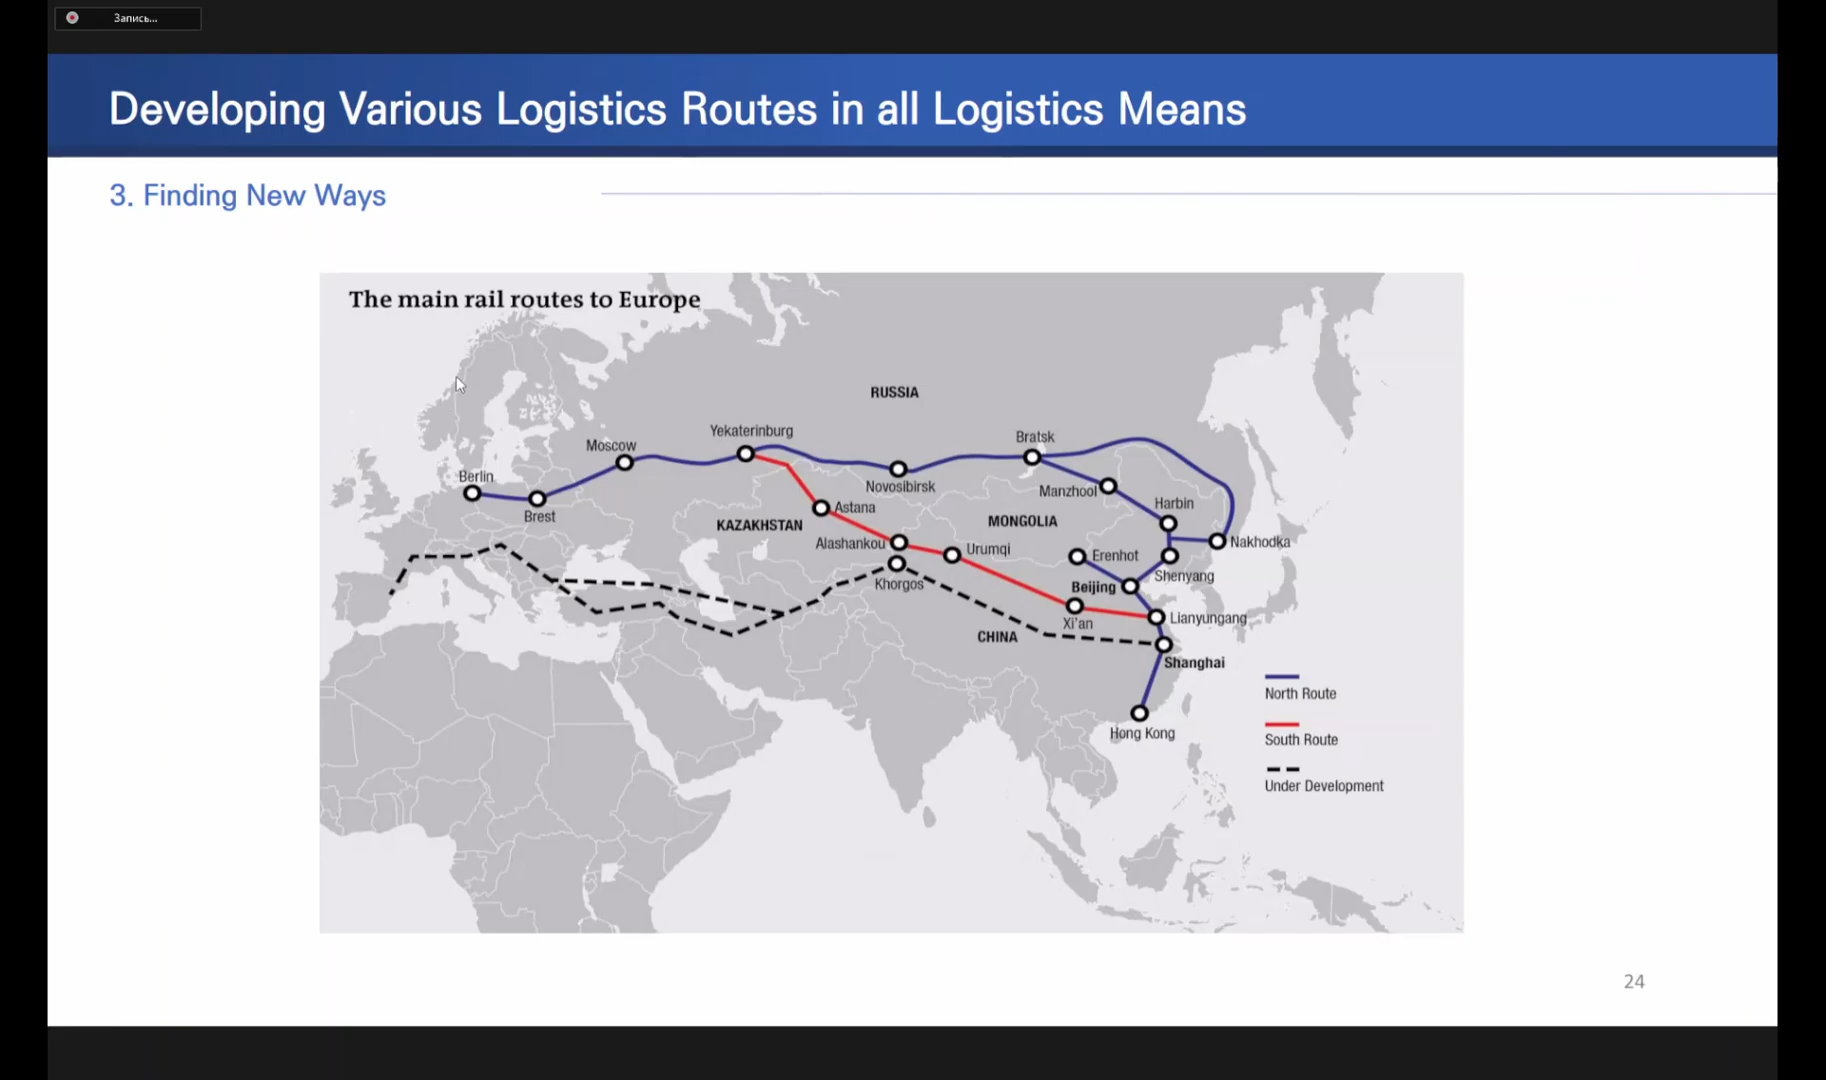 Запись...
Developing Various Logistics Routes in all Logistics Means
3. Finding New Ways
The main rail routes to Europe
RUSSIA
Yekaterinburg
Bratsk
Moscow
Berlin
Novosibirsk
Manzhool
Harbin
Brest
Astana
KAZAKHSTAN
MONGOLIA
Alashankou
Urumqi
Erenhot
Nakhodka
Khorgos
Beijing
Shenyang
Xi'an
Lianyungang
CHINA
Shanghai
Hong Kong
North Route
South Route
Under Development
24